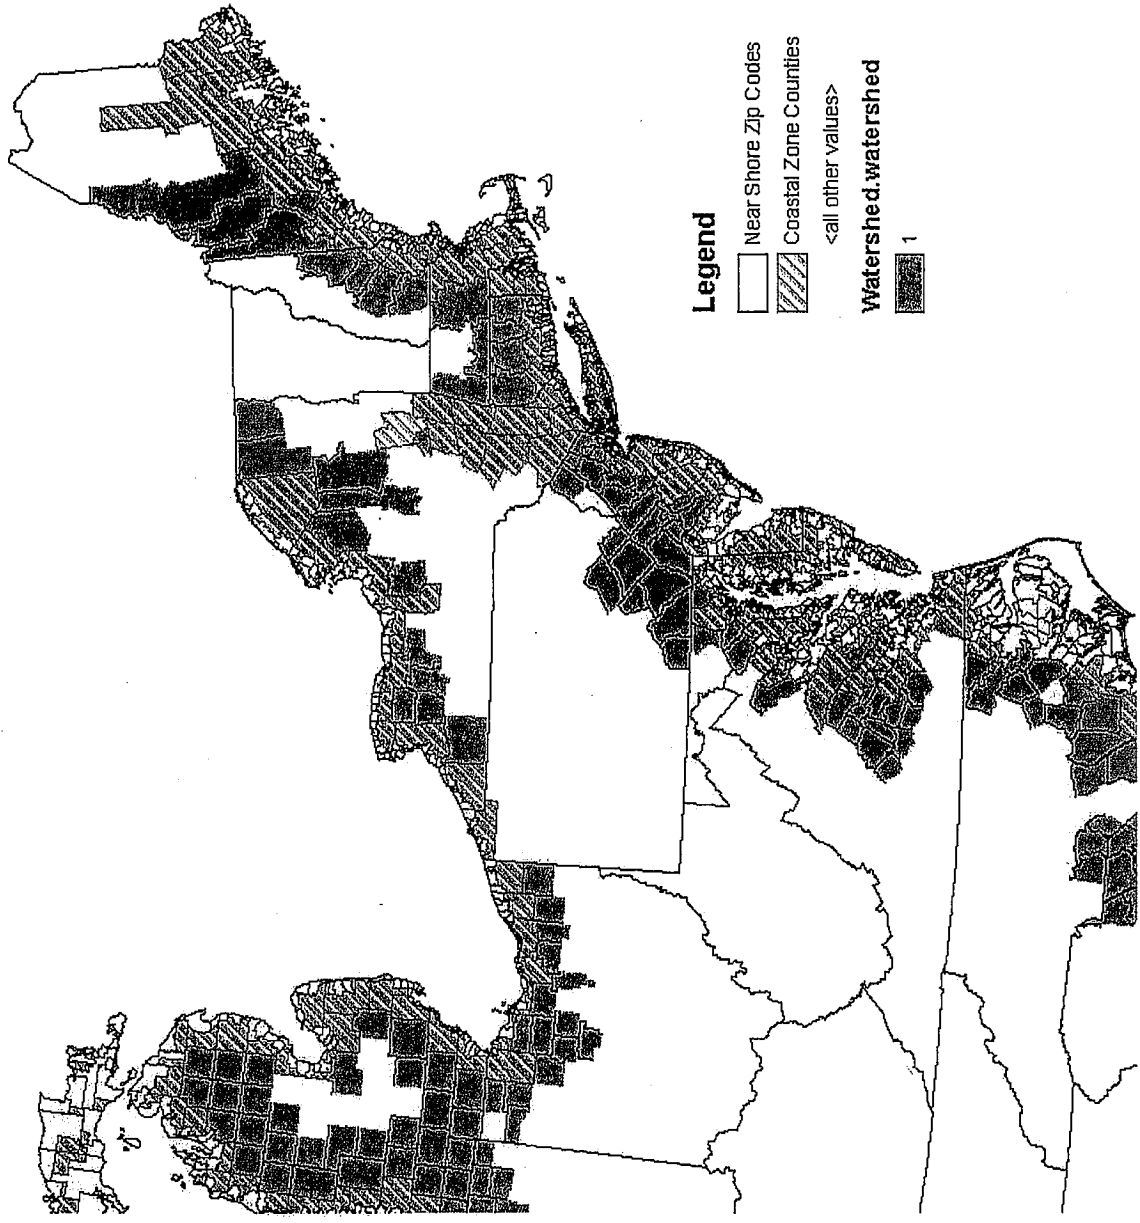 Legend
Near Shore Zip Codes
Coastal Zone Counties
<all other values>
Watershed.watershed
1